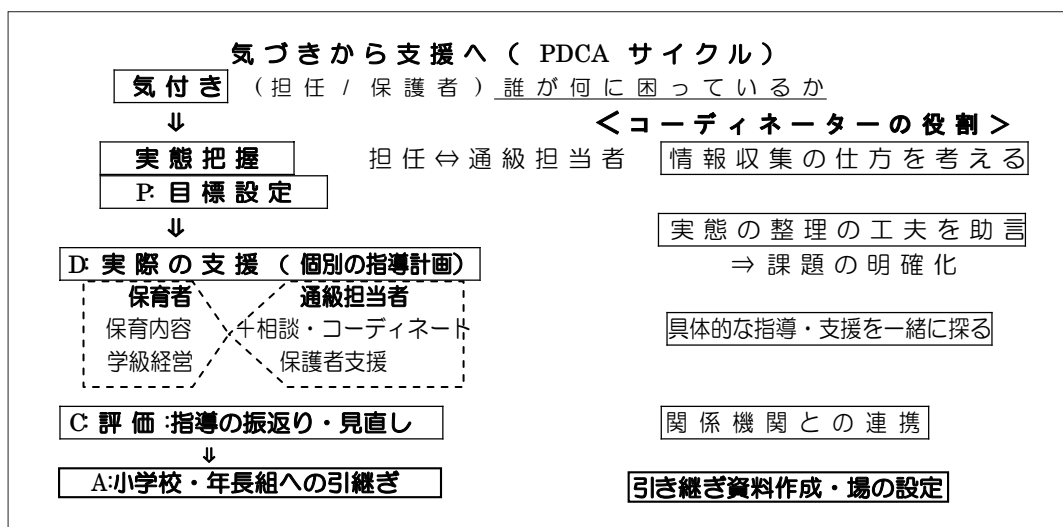 気づきから支援へ（PDCAサイクル）
気付き （担任/保護者）誰が何に困っているか
⇓
＜コーディネーターの役割＞
実態把握 担任⇔通級担当者 情報収集の仕方を考える
P:目標設定
⇓ 実態の整理の工夫を助言
D:実際の支援（個別の指導計画） ⇒課題の明確化
保育者 通級担当者
保育内容 ＋相談・コーディネート 具体的な指導・支援を一緒に探る
学級経営 保護者支援
C:評価:指導の振返り・見直し 関係機関との連携
⇓
A:小学校・年長組への引継ぎ 引き継ぎ資料作成・場の設定